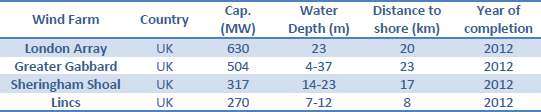 Wind Farm Country Cap. (MW) Water Depth (m) Distance to shore (km) Year of completion
London Array UK 630 23 20 2012
Greater Gabbard UK 504 4-37 23 2012
Sheringham Shoal UK 317 14-23 17 2012
Lincs UK 270 7-12 8 2012